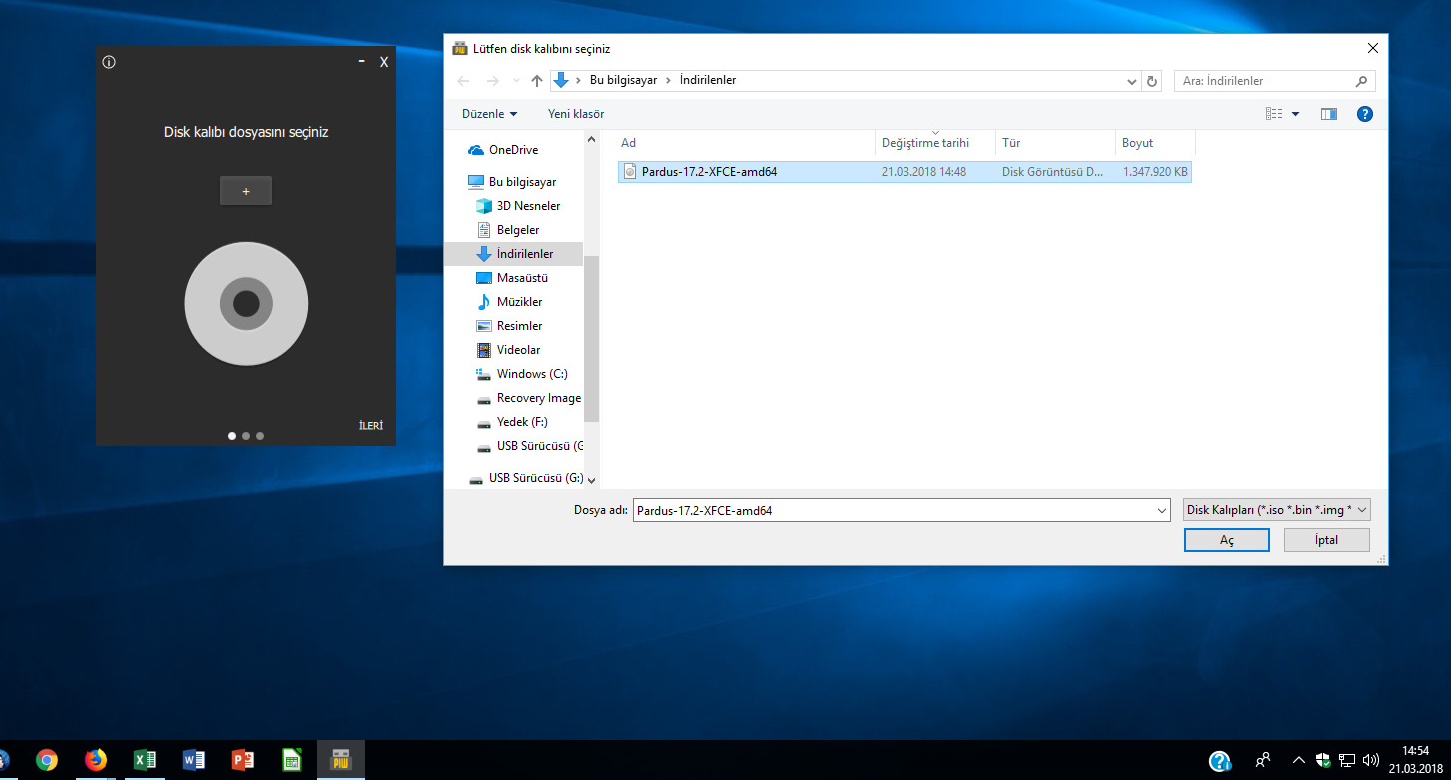 Disk kalıbı dosyasını seçiniz
+
İLERİ
PIW Lütfen disk kalıbını seçiniz
Bu bilgisayar > İndirilenler
Ara: İndirilenler
Düzenle
Yeni klasör
Ad
Değiştirme tarihi
Tür
Boyut
Pardus-17.2-XFCE-amd64
21.03.2018 14:48
Disk Görüntüsü D...
1.347.920 KB
OneDrive
Bu bilgisayar
3D Nesneler
Belgeler
İndirilenler
Masaüstü
Müzikler
Resimler
Videolar
Windows (C:)
Recovery Image
Yedek (F:)
USB Sürücüsü (G
USB Sürücüsü (G:)
Dosya adı:
Pardus-17.2-XFCE-amd64
Disk Kalıpları (*.iso *.bin *.img *
Aç
İptal
PIW
14:54
21.03.2018